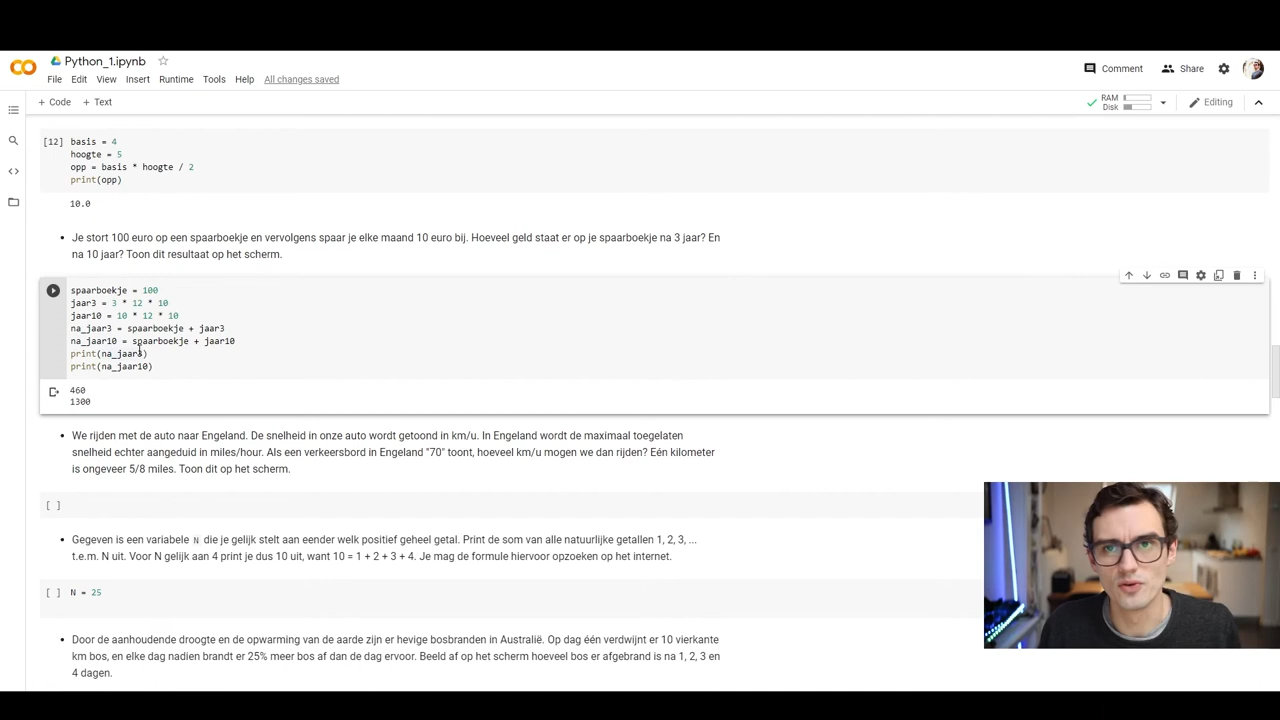 Python_1.ipynb
File Edit View Insert Runtime Tools Help All changes saved
Comment Share
+ Code + Text
RAM
Disk
Editing
[12] basis = 4
hoogte = 5
opp = basis * hoogte / 2
print(opp)
10.0
• Je stort 100 euro op een spaarboekje en vervolgens spaar je elke maand 10 euro bij. Hoeveel geld staat er op je spaarboekje na 3 jaar? En
na 10 jaar? Toon dit resultaat op het scherm.
spaarboekje = 100
jaar3 = 3 * 12 * 10
jaar10 = 10 * 12 * 10
na_jaar3 = spaarboekje + jaar3
na_jaar10 = spaarboekje + jaar10
print(na_jaar3)
print(na_jaar10)
460
1300
• We rijden met de auto naar Engeland. De snelheid in onze auto wordt getoond in km/u. In Engeland wordt de maximaal toegelaten
snelheid echter aangeduid in miles/hour. Als een verkeersbord in Engeland "70" toont, hoeveel km/u mogen we dan rijden? Eén kilometer
is ongeveer 5/8 miles. Toon dit op het scherm.
[ ]
• Gegeven is een variabele N die je gelijk stelt aan eender welk positief geheel getal. Print de som van alle natuurlijke getallen 1, 2, 3, ...
t.e.m. N uit. Voor N gelijk aan 4 print je dus 10 uit, want 10 = 1 + 2 + 3 + 4. Je mag de formule hiervoor opzoeken op het internet.
[ ] N = 25
• Door de aanhoudende droogte en de opwarming van de aarde zijn er hevige bosbranden in Australië. Op dag één verdwijnt er 10 vierkante
km bos, en elke dag nadien brandt er 25% meer bos af dan de dag ervoor. Beeld af op het scherm hoeveel bos er afgebrand is na 1, 2, 3 en
4 dagen.